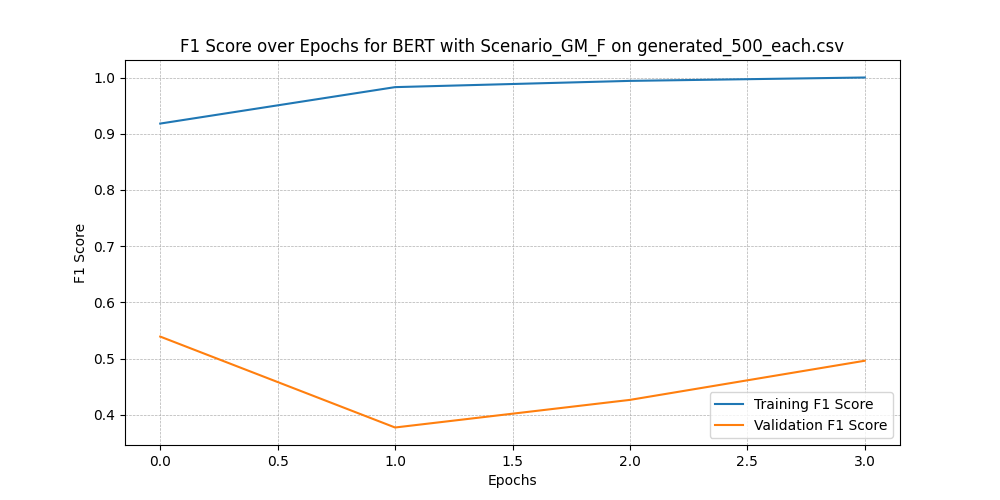 F1 Score over Epochs for BERT with Scenario_GM_F on generated_500_each.csv
1.0
0.9
0.8
0.7
0.6
0.5
0.4
F1 Score
Training F1 Score
Validation F1 Score
0.0 0.5 1.0 1.5 2.0 2.5 3.0
Epochs